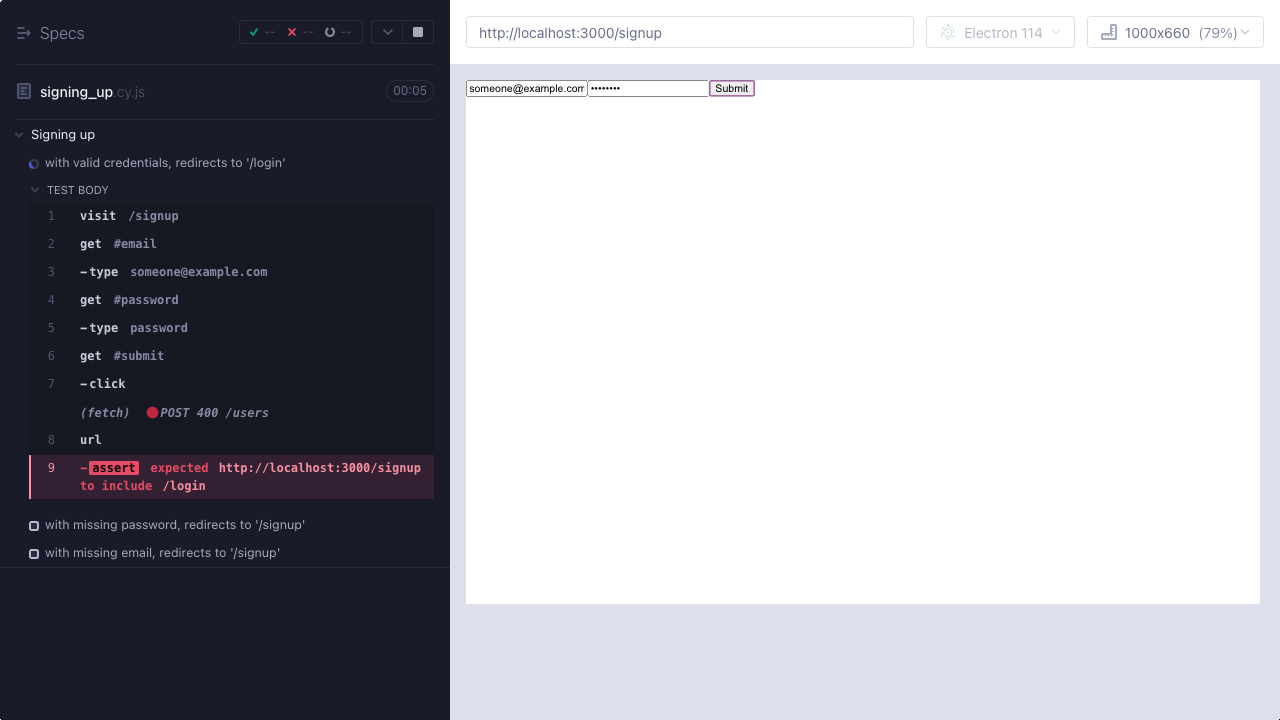 Specs
-- -- --
signing_up.cy.js
00:05
Signing up
with valid credentials, redirects to '/login'
TEST BODY
1 visit /signup
2 get #email
3 -type someone@example.com
4 get #password
5 -type password
6 get #submit
7 -click
(fetch) POST 400 /users
8 url
9 -assert expected http://localhost:3000/signup
to include /login
with missing password, redirects to '/signup'
with missing email, redirects to '/signup'
http://localhost:3000/signup
Electron 114
1000x660 (79%)
someone@example.com •••••••• Submit